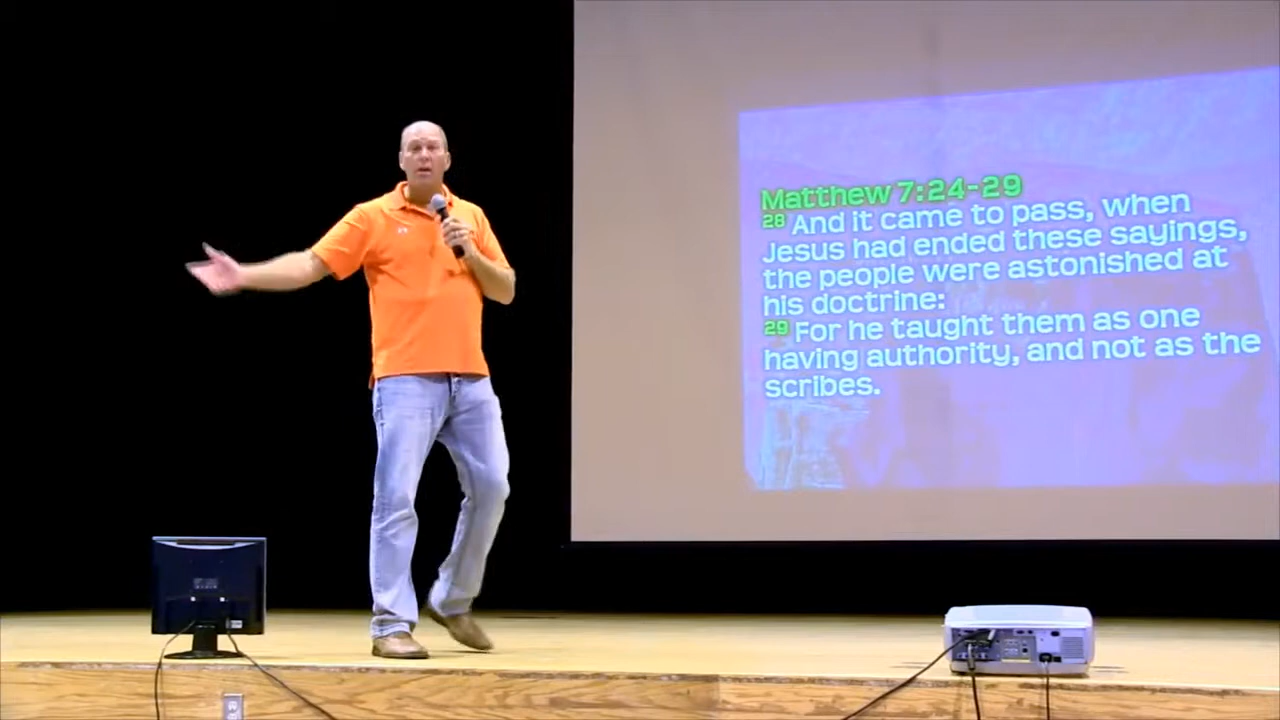 Matthew 7:24-29
28 And it came to pass, when
Jesus had ended these sayings,
the people were astonished at
his doctrine:
29 For he taught them as one
having authority, and not as the
scribes.